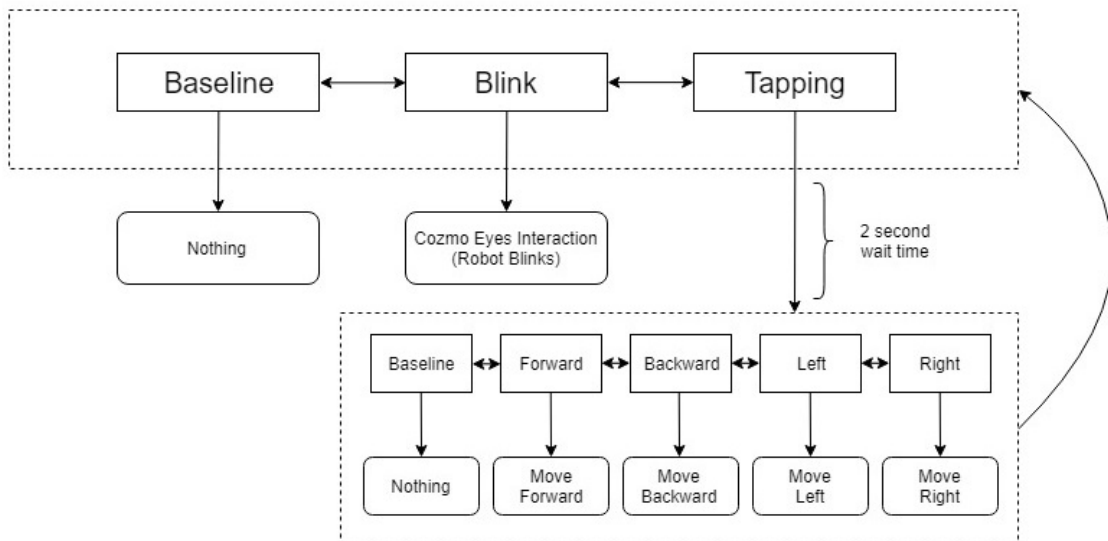 Baseline
Blink
Tapping
Nothing
Cozmo Eyes Interaction
(Robot Blinks)
2 second
wait time
Baseline
Forward
Backward
Left
Right
Nothing
Move
Forward
Move
Backward
Move
Left
Move
Right